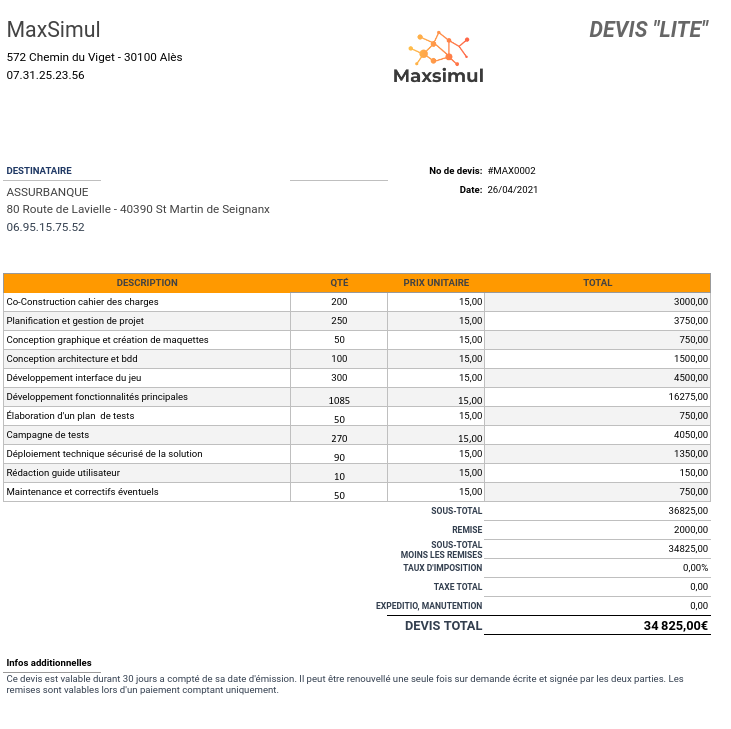 MaxSimul
DEVIS "LITE"
572 Chemin du Viget - 30100 Alès
07.31.25.23.56
Maxsimul
DESTINATAIRE
No de devis: #MAX0002
ASSURBANQUE
Date: 26/04/2021
80 Route de Lavielle - 40390 St Martin de Seignanx
06.95.15.75.52
DESCRIPTION QTÉ PRIX UNITAIRE TOTAL
Co-Construction cahier des charges 200 15,00 3000,00
Planification et gestion de projet 250 15,00 3750,00
Conception graphique et création de maquettes 50 15,00 750,00
Conception architecture et bdd 100 15,00 1500,00
Développement interface du jeu 300 15,00 4500,00
Développement fonctionnalités principales 1085 15,00 16275,00
Élaboration d'un plan  de tests 50 15,00 750,00
Campagne de tests 270 15,00 4050,00
Déploiement technique sécurisé de la solution 90 15,00 1350,00
Rédaction guide utilisateur 10 15,00 150,00
Maintenance et correctifs éventuels 50 15,00 750,00
SOUS-TOTAL 36825,00
REMISE 2000,00
SOUS-TOTAL
MOINS LES REMISES 34825,00
TAUX D'IMPOSITION 0,00%
TAXE TOTAL 0,00
EXPEDITIO, MANUTENTION 0,00
DEVIS TOTAL 34 825,00€
Infos additionnelles
Ce devis est valable durant 30 jours a compté de sa date d'émission. Il peut être renouvellé une seule fois sur demande écrite et signée par les deux parties. Les
remises sont valables lors d'un paiement comptant uniquement.